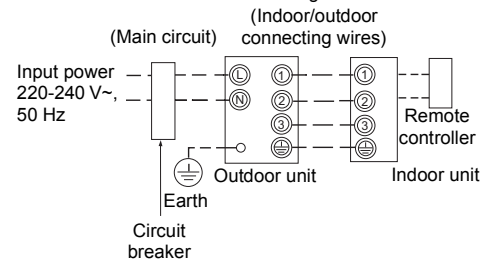 (Indoor/outdoor
connecting wires)
(Main circuit)
Input power
220-240 V~,
50 Hz
L
N
1
2
3
1
2
3
Remote
controller
Outdoor unit
Indoor unit
Earth
Circuit
breaker